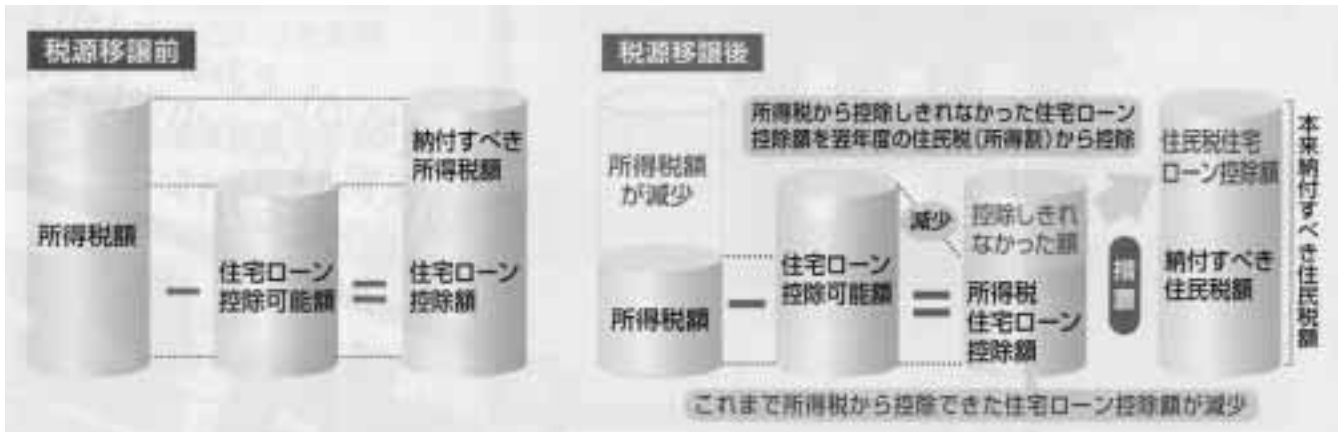 税源移譲前
所得税額
住宅ローン
控除可能額
納付すべき
所得税額
住宅ローン
控除額
税源移譲後
所得税から控除しきれなかった住宅ローン
控除額を翌年度の住民税(所得割)から控除
所得税額
が減少
所得税額
住宅ローン
控除可能額
減少
控除しきれ
なかった額
所得税
住宅ローン
控除額
住民税住宅
ローン控除額
納付すべき
住民税額
本来納付すべき住民税額
これまで所得税から控除できた住宅ローン控除額が減少